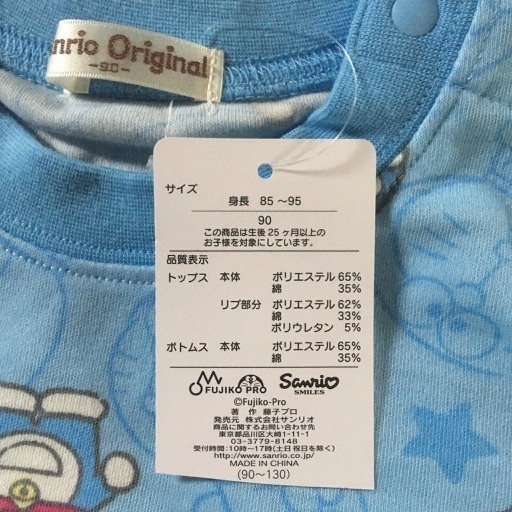 nrio Original
-90-
サイズ
身長 85～95
90
この商品は生後25ヶ月以上の
お子様を対象にしています。
品質表示
トップス 本体 ポリエステル 65%
綿 35%
リブ部分 ポリエステル 62%
綿 33%
ポリウレタン 5%
ボトムス 本体 ポリエステル 65%
綿 35%
FUJIKO PRO Sanrio
SMILES
©Fujiko-Pro
著 作 藤子プロ
発売元 株式会社サンリオ
商品に関するお問い合わせ先
東京都品川区大崎1-11-1
03-3779-8148
受付時間:10時～17時(土日祝日を除く)
http://www.sanrio.co.jp/
MADE IN CHINA
(90～130)